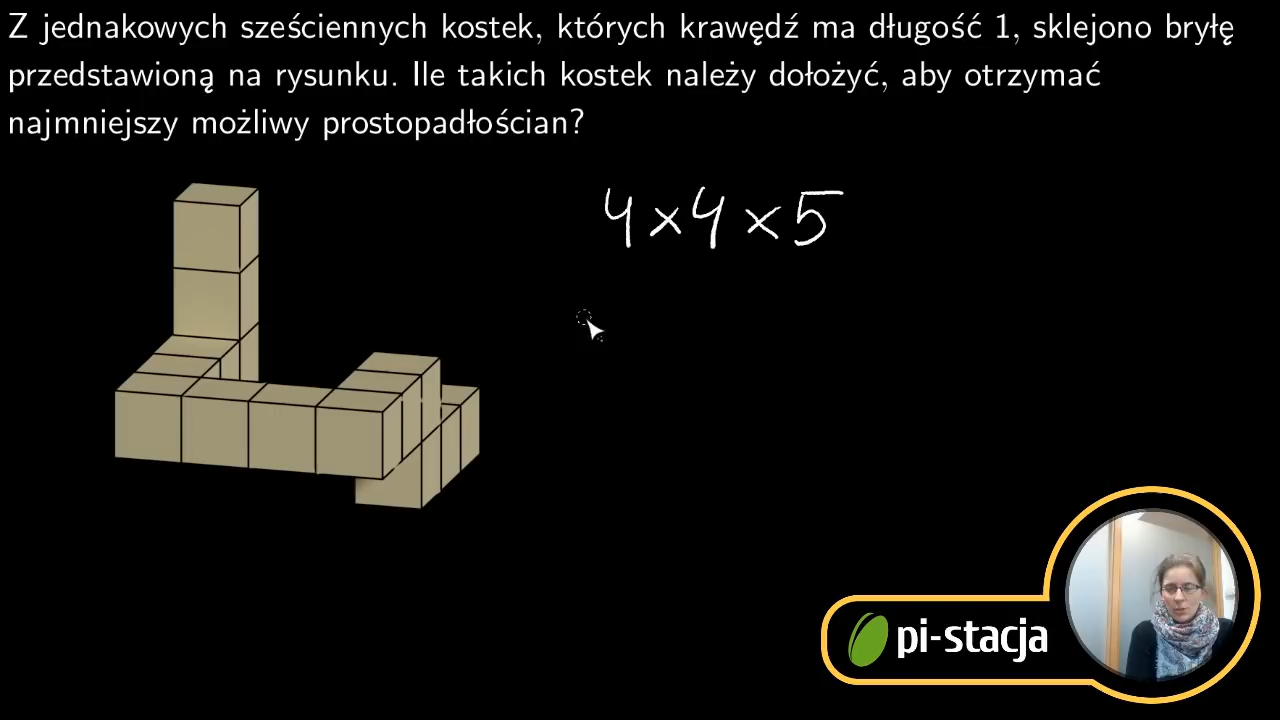 Z jednakowych sześciennych kostek, których krawędź ma długość 1, sklejono bryłę
przedstawioną na rysunku. Ile takich kostek należy dołożyć, aby otrzymać
najmniejszy możliwy prostopadłościan?
4 × 4 × 5
pi-stacja